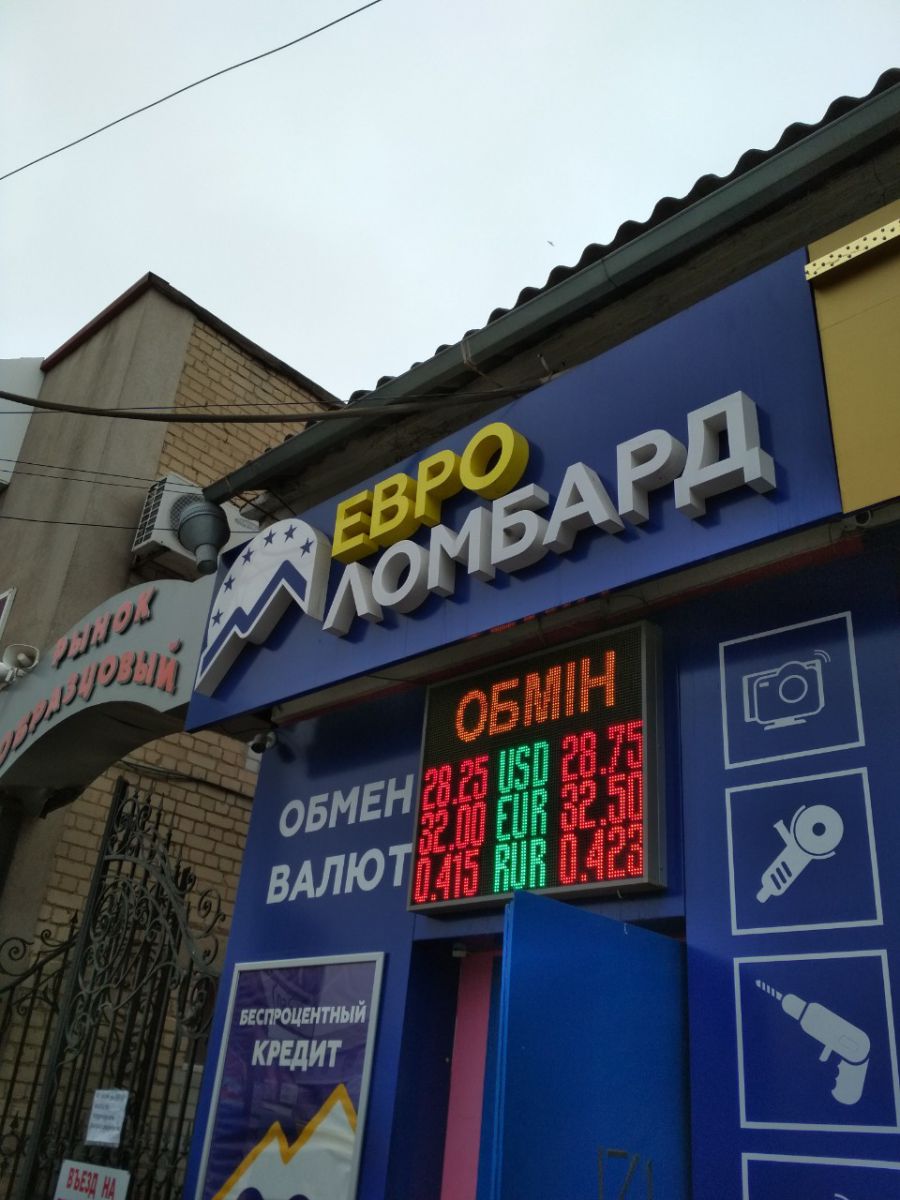 ЕВРО
ЛОМБАРД
РЫНОК
ОБРАЗЦОВЫЙ
ОБМІН
28.25 USD 28.75
32.00 EUR 32.50
0.415 RUR 0.423
ОБМЕН
ВАЛЮТ
БЕСПРОЦЕНТНЫЙ
КРЕДИТ
ВЪЕЗД НА